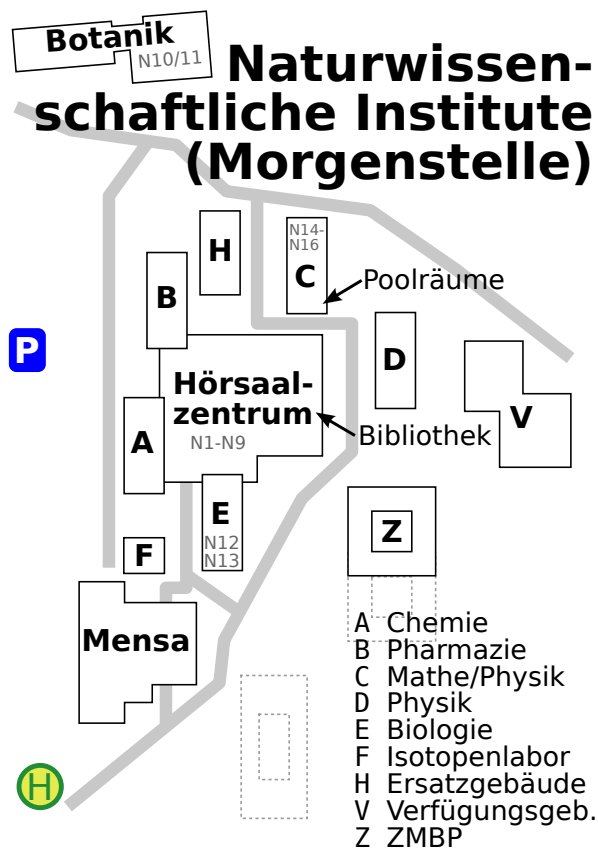 Botanik
N10/11
Naturwissen-
schaftliche Institute
(Morgenstelle)
H
N14-
N16
C
Poolräume
B
P
D
Hörsaal-
zentrum
N1-N9
A
V
Bibliothek
E
N12
N13
Z
F
Mensa
A Chemie
B Pharmazie
C Mathe/Physik
D Physik
E Biologie
F Isotopenlabor
H Ersatzgebäude
V Verfügungsgeb.
Z ZMBP
H